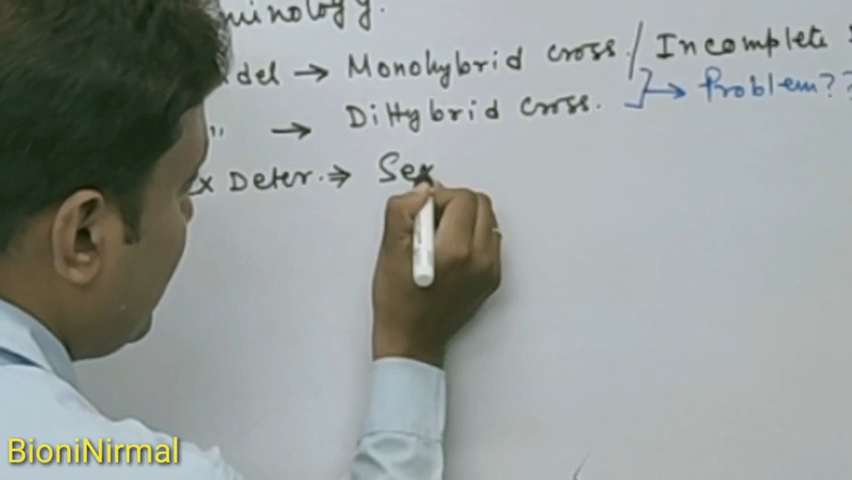 minology.
del → Monohybrid cross. / Incomplete
" → DiHybrid cross. } → Problem??
x Deter. ⇒ Sex
BioniNirmal